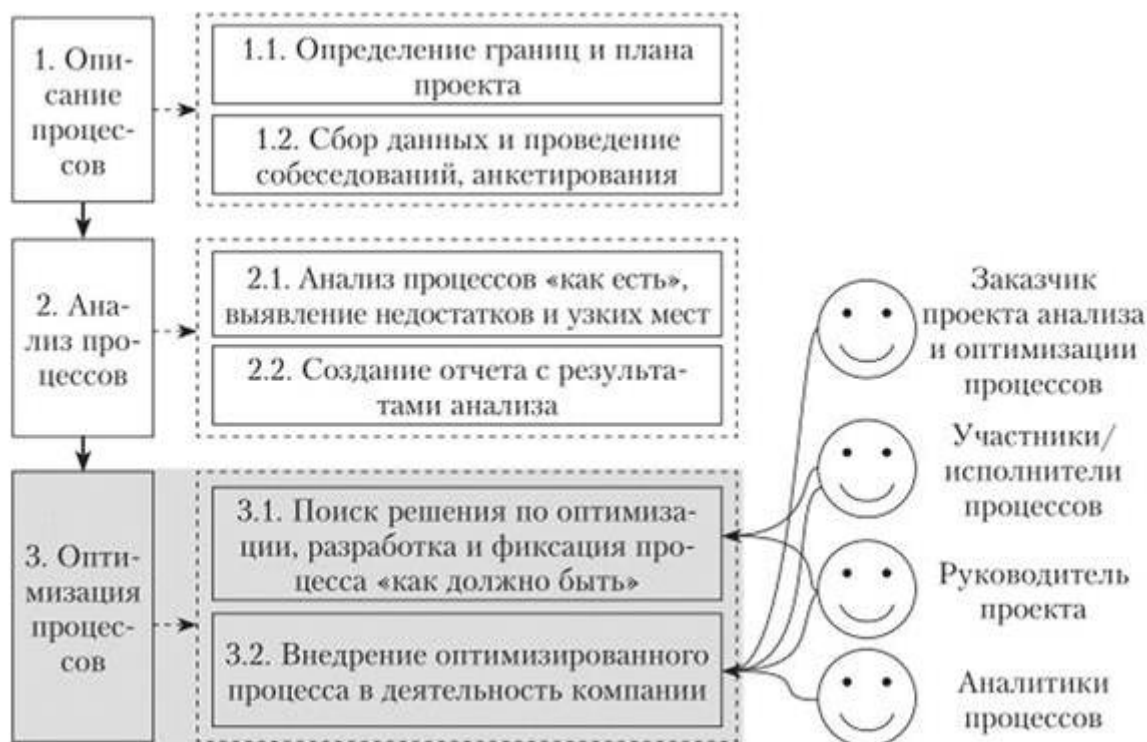 1. Опи-
сание
процес-
сов
1.1. Определение границ и плана
проекта
1.2. Сбор данных и проведение
собеседований, анкетирования
2. Ана-
лиз про-
цессов
2.1. Анализ процессов «как есть»,
выявление недостатков и узких мест
2.2. Создание отчета с результа-
тами анализа
3. Опти-
мизация
процес-
сов
3.1. Поиск решения по оптимиза-
ции, разработка и фиксация про-
цесса «как должно быть»
3.2. Внедрение оптимизированного
процесса в деятельность компании
Заказчик
проекта анализа
и оптимизации
процессов
Участники/
исполнители
процессов
Руководитель
проекта
Аналитики
процессов